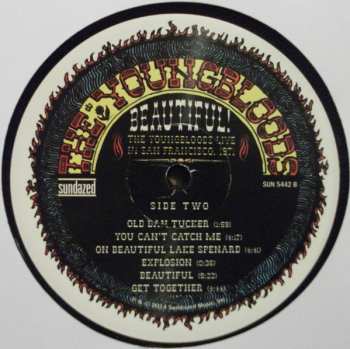 THE YOUNGBLOODS
BEAUTIFUL!
THE YOUNGBLOODS LIVE
IN SAN FRANCISCO, 1971
sundazed
SUN 5442 B
SIDE TWO
OLD DAN TUCKER
YOU CAN'T CATCH ME
ON BEAUTIFUL LAKE SPENARD
EXPLOSION
BEAUTIFUL
GET TOGETHER